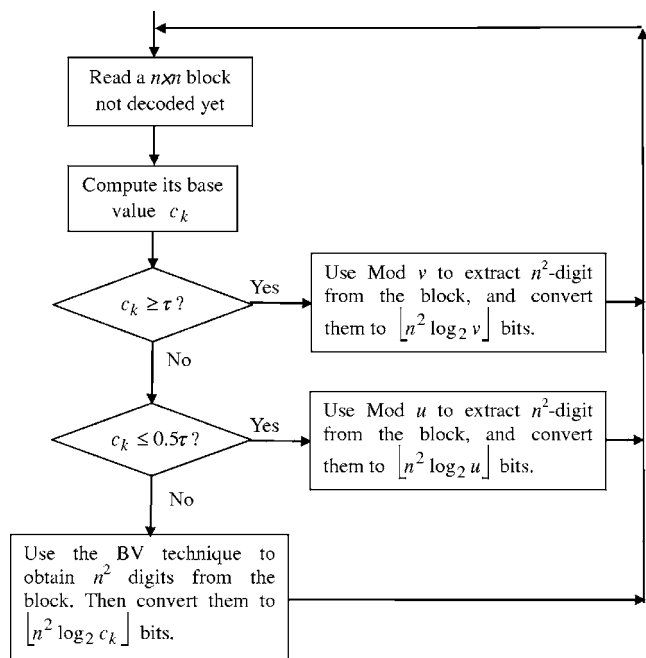 Read a n×n block
not decoded yet
Compute its base
value c_k
c_k ≥ τ ?
Yes
Use Mod v to extract n²-digit
from the block, and convert
them to ⌊n² log₂ v⌋ bits.
No
c_k ≤ 0.5τ ?
Yes
Use Mod u to extract n²-digit
from the block, and convert
them to ⌊n² log₂ u⌋ bits.
No
Use the BV technique to
obtain n² digits from the
block. Then convert them to
⌊n² log₂ c_k⌋ bits.